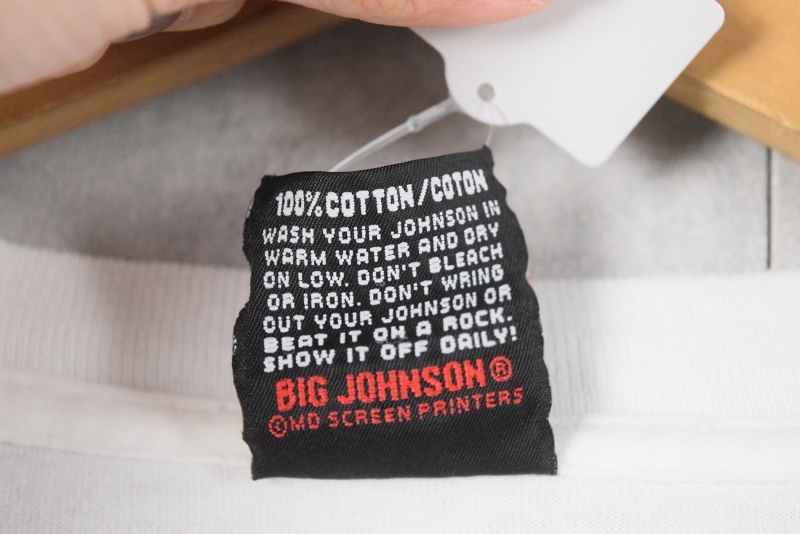 100% COTTON/COTON
WASH YOUR JOHNSON IN
WARM WATER AND DRY
ON LOW. DON'T BLEACH
OR IRON. DON'T WRING
OUT YOUR JOHNSON OR
BEAT IT ON A ROCK.
SHOW IT OFF DAILY!
BIG JOHNSON®
©MD SCREEN PRINTERS